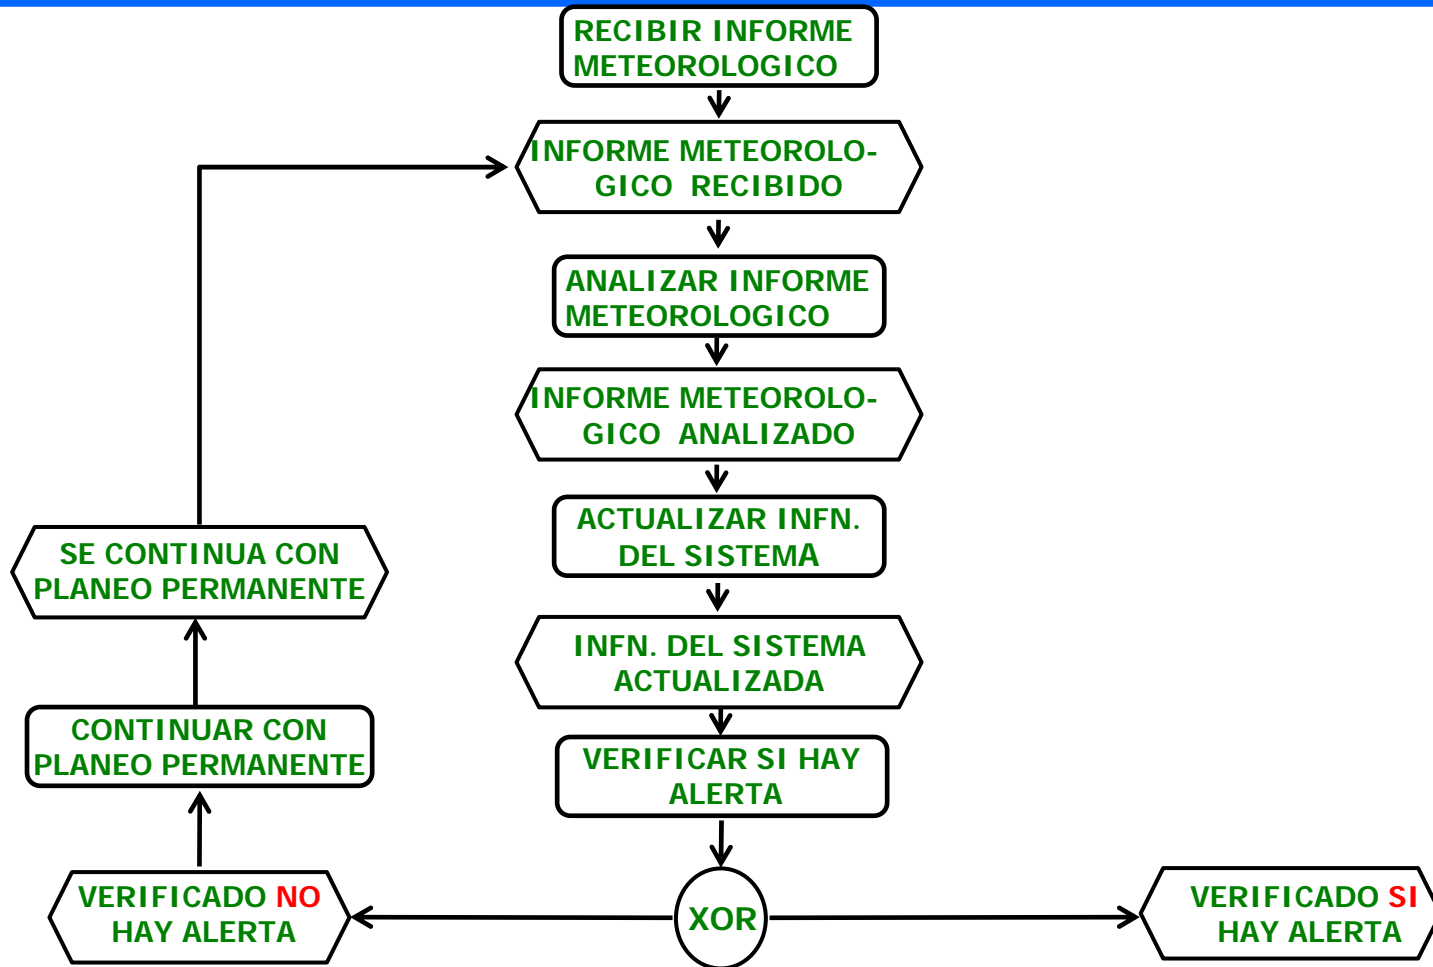 RECIBIR INFORME
METEOROLOGICO
INFORME METEOROLO-
GICO RECIBIDO
ANALIZAR INFORME
METEOROLOGICO
INFORME METEOROLO-
GICO ANALIZADO
ACTUALIZAR INFN.
DEL SISTEMA
SE CONTINUA CON
PLANEO PERMANENTE
INFN. DEL SISTEMA
ACTUALIZADA
CONTINUAR CON
PLANEO PERMANENTE
VERIFICAR SI HAY
ALERTA
VERIFICADO NO
HAY ALERTA
XOR
VERIFICADO SI
HAY ALERTA